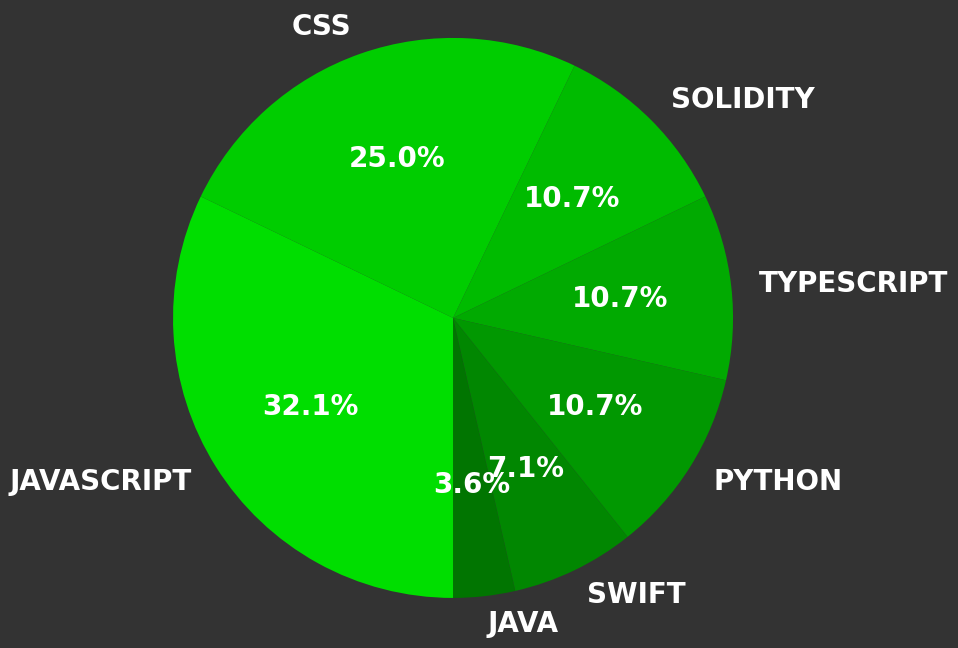 CSS
SOLIDITY
25.0%
10.7%
TYPESCRIPT
10.7%
32.1%
10.7%
7.1%
3.6%
JAVASCRIPT
PYTHON
SWIFT
JAVA